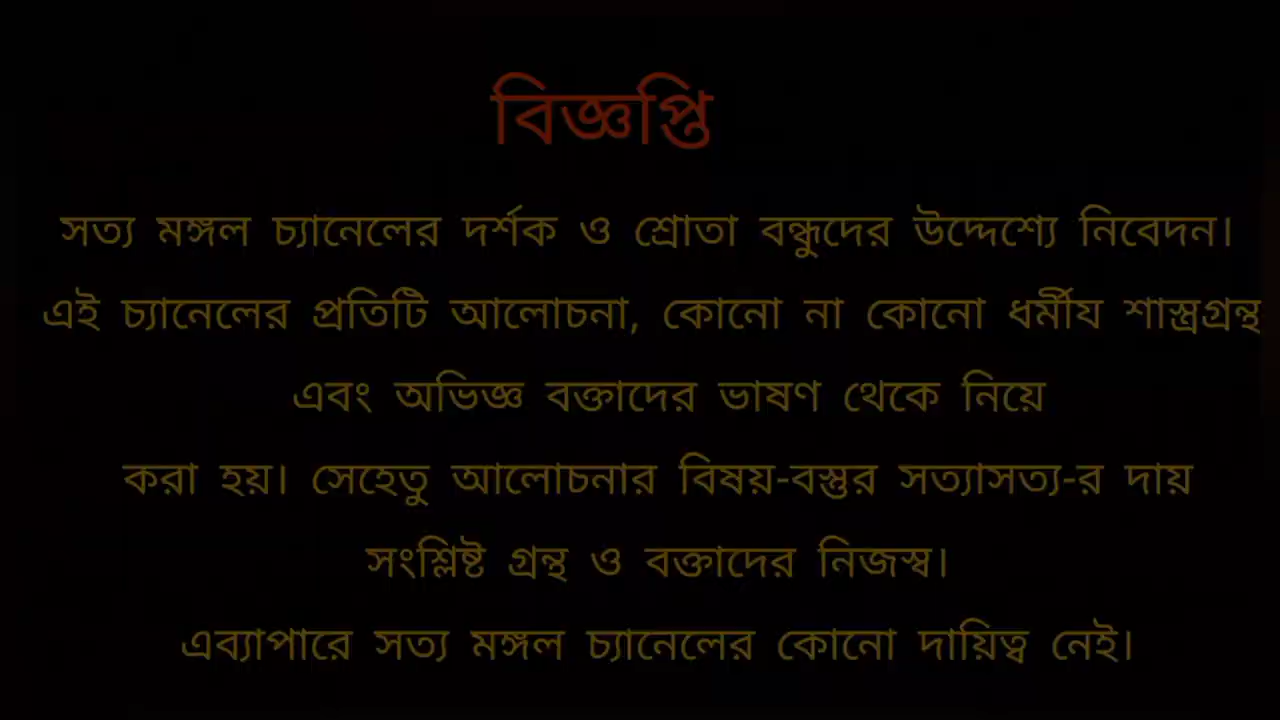 বিজ্ঞপ্তি
সত্য মঙ্গল চ্যানেলের দর্শক ও শ্রোতা বন্ধুদের উদ্দেশ্যে নিবেদন।
এই চ্যানেলের প্রতিটি আলোচনা, কোনো না কোনো ধর্মীয শাস্ত্রগ্রন্থ
এবং অভিজ্ঞ বক্তাদের ভাষণ থেকে নিয়ে
করা হয়। সেহেতু আলোচনার বিষয়-বস্তুর সত্যাসত্য-র দায়
সংশ্লিষ্ট গ্রন্থ ও বক্তাদের নিজস্ব।
এব্যাপারে সত্য মঙ্গল চ্যানেলের কোনো দায়িত্ব নেই।